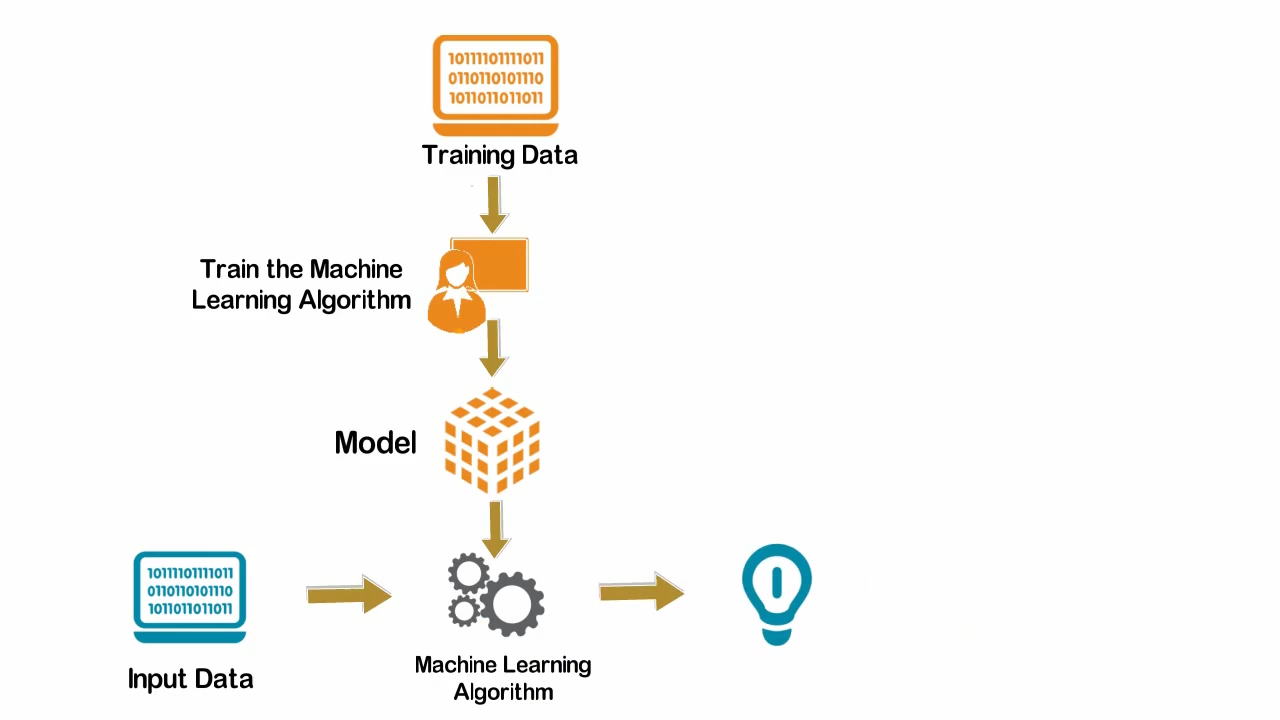 1011110111011
0110110101110
1011011011011
Training Data
Train the Machine
Learning Algorithm
Model
1011110111011
0110110101110
1011011011011
Input Data
Machine Learning
Algorithm